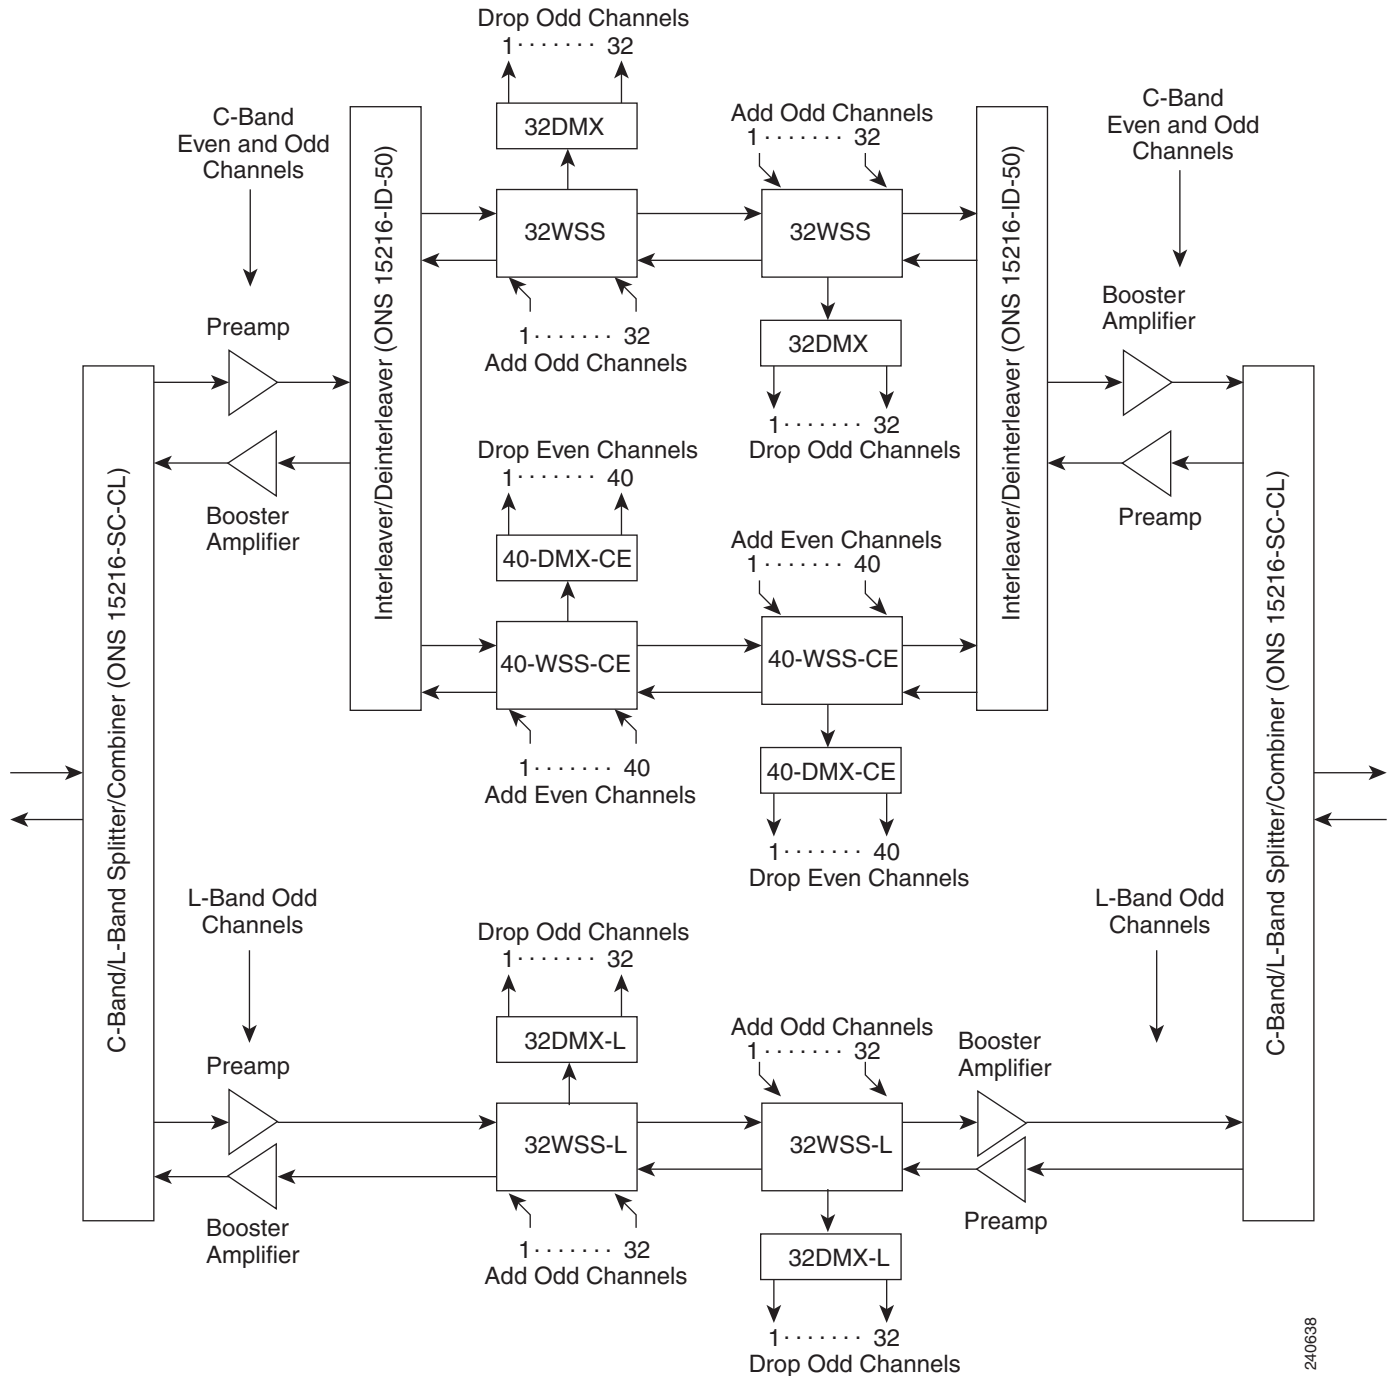 Drop Odd Channels
1 . . . . . . . 32
32DMX
C-Band
Even and Odd
Channels
Interleaver/Deinterleaver (ONS 15216-ID-50)
32WSS
1 . . . . . . . 32
Add Odd Channels
Add Odd Channels
1 . . . . . . . 32
32WSS
32DMX
1 . . . . . . . 32
Drop Odd Channels
Interleaver/Deinterleaver (ONS 15216-ID-50)
C-Band
Even and Odd
Channels
Preamp
Booster
Amplifier
Booster
Amplifier
Preamp
C-Band/L-Band Splitter/Combiner (ONS 15216-SC-CL)
Drop Even Channels
1 . . . . . . . 40
40-DMX-CE
40-WSS-CE
1 . . . . . . . 40
Add Even Channels
Add Even Channels
1 . . . . . . . 40
40-WSS-CE
40-DMX-CE
1 . . . . . . . 40
Drop Even Channels
C-Band/L-Band Splitter/Combiner (ONS 15216-SC-CL)
L-Band Odd
Channels
Preamp
Booster
Amplifier
Drop Odd Channels
1 . . . . . . . 32
32DMX-L
32WSS-L
1 . . . . . . . 32
Add Odd Channels
Add Odd Channels
1 . . . . . . . 32
32WSS-L
32DMX-L
1 . . . . . . . 32
Drop Odd Channels
Booster
Amplifier
Preamp
L-Band Odd
Channels
240638